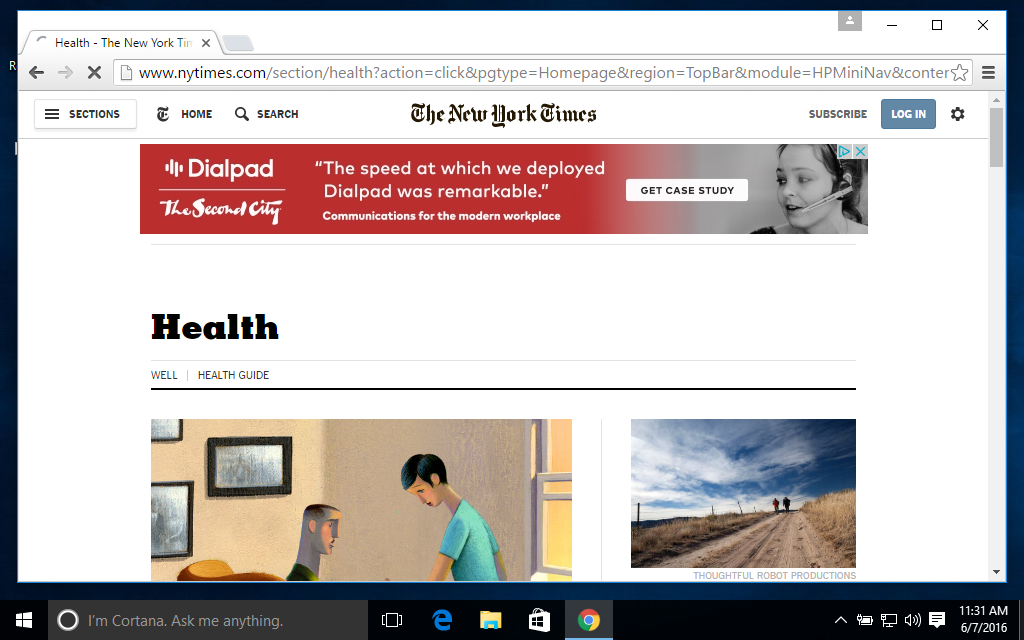 Health - The New York Tim
www.nytimes.com/section/health?action=click&pgtype=Homepage&region=TopBar&module=HPMiniNav&conter
SECTIONS
HOME
SEARCH
The New York Times
SUBSCRIBE
LOG IN
Dialpad
The Second City
“The speed at which we deployed
Dialpad was remarkable.”
Communications for the modern workplace
GET CASE STUDY
Health
WELL | HEALTH GUIDE
THOUGHTFUL ROBOT PRODUCTIONS
R
I'm Cortana. Ask me anything.
11:31 AM
6/7/2016